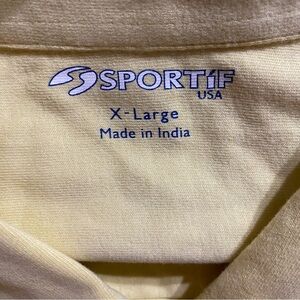 SPORTIF
USA
X-Large
Made in India